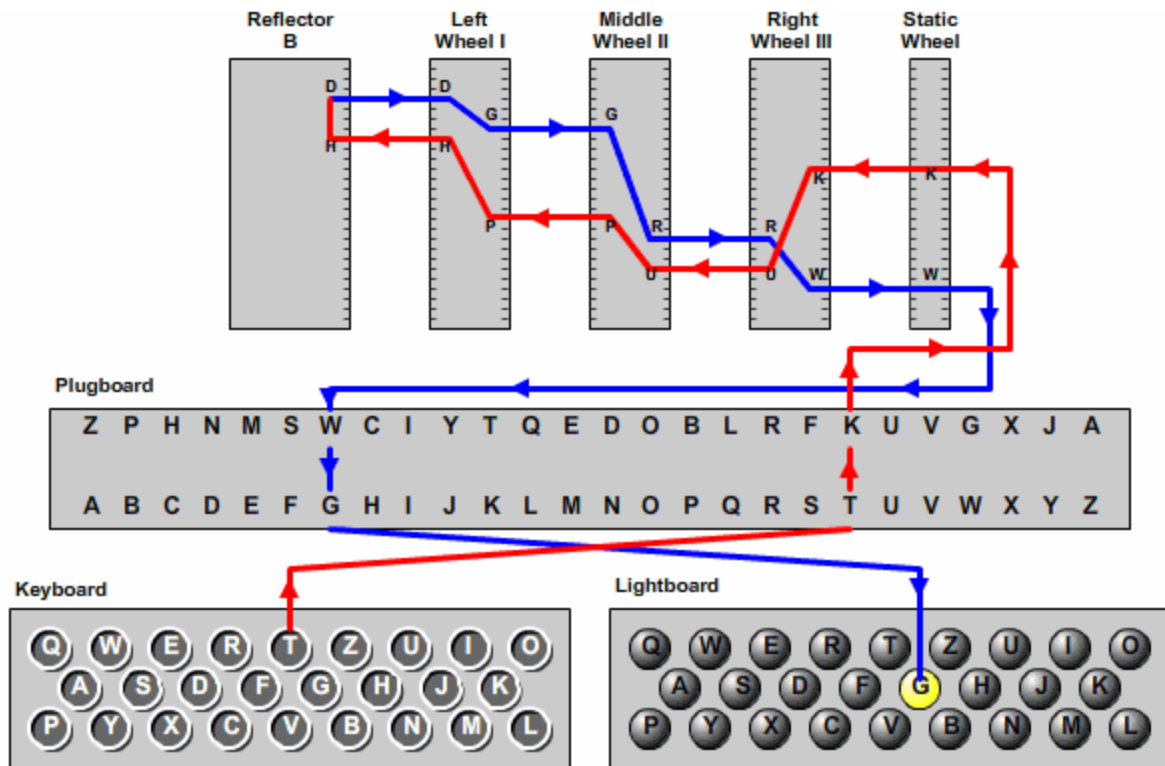 Reflector B
Left Wheel I
Middle Wheel II
Right Wheel III
Static Wheel
D D G G
H H K K
P P R R
U U W W
Plugboard
Z P H N M S W C I Y T Q E D O B L R F K U V G X J A
A B C D E F G H I J K L M N O P Q R S T U V W X Y Z
Keyboard
Q W E R T Z U I O
A S D F G H J K
P Y X C V B N M L
Lightboard
Q W E R T Z U I O
A S D F G H J K
P Y X C V B N M L